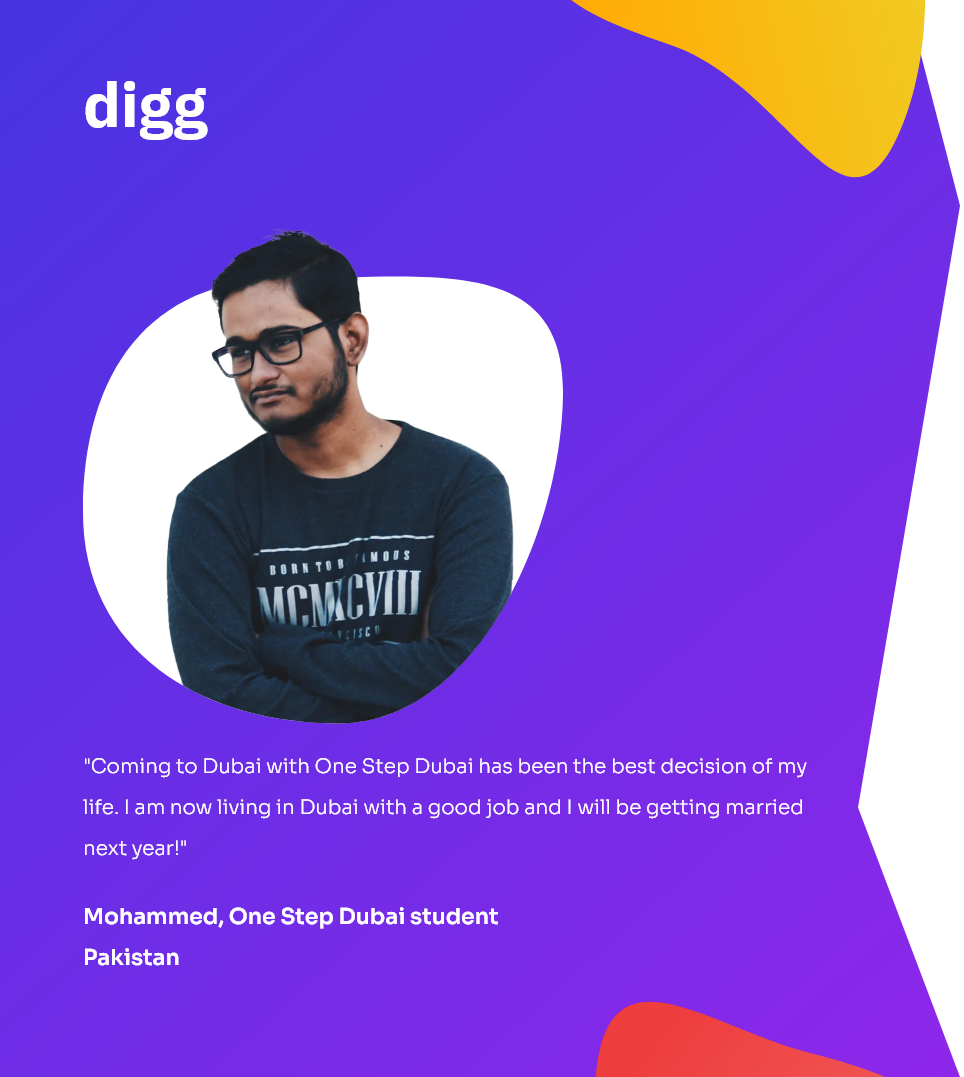 digg
BORN TO B AMOUS
MCMXCVIII
"Coming to Dubai with One Step Dubai has been the best decision of my
life. I am now living in Dubai with a good job and I will be getting married
next year!"
Mohammed, One Step Dubai student
Pakistan